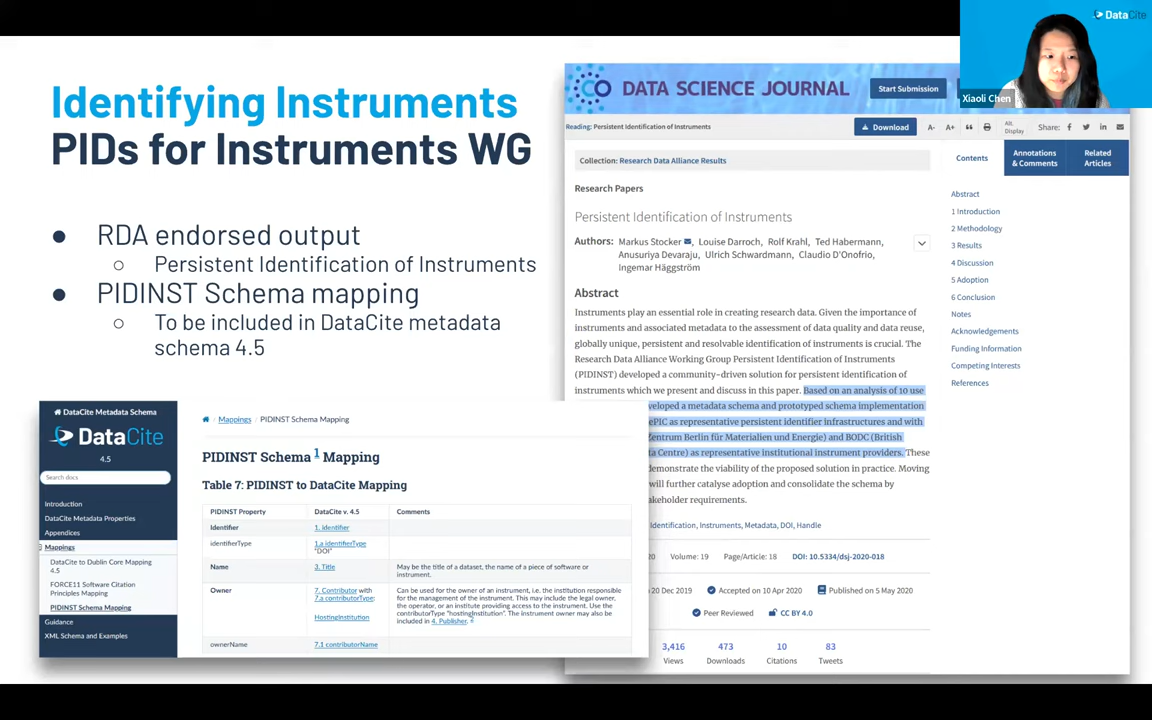 DataCite
Xiaoli Chen
Identifying Instruments
PIDs for Instruments WG
● RDA endorsed output
○ Persistent Identification of Instruments
● PIDINST Schema mapping
○ To be included in DataCite metadata
schema 4.5
DATA SCIENCE JOURNAL
Start Submission
Reading: Persistent Identification of Instruments
Download
A- A+
Alt. Display
Share:
Collection: Research Data Alliance Results
Research Papers
Persistent Identification of Instruments
Authors: Markus Stocker, Louise Darroch, Rolf Krahl, Ted Habermann,
Anusuriya Devaraju, Ulrich Schwardmann, Claudio D'Onofrio,
Ingemar Häggström
Abstract
Instruments play an essential role in creating research data. Given the importance of
instruments and associated metadata to the assessment of data quality and data reuse,
globally unique, persistent and resolvable identification of instruments is crucial. The
Research Data Alliance Working Group Persistent Identification of Instruments
(PIDINST) developed a community-driven solution for persistent identification of
instruments which we present and discuss in this paper. Based on an analysis of 10 use
veloped a metadata schema and prototyped schema implementation
ePIC as representative persistent identifier infrastructures and with
Zentrum Berlin für Materialien und Energie) and BODC (British
ta Centre) as representative institutional instrument providers. These
demonstrate the viability of the proposed solution in practice. Moving
will further catalyse adoption and consolidate the schema by
akeholder requirements.
Identification, Instruments, Metadata, DOI, Handle
20 Volume: 19 Page/Article: 18 DOI: 10.5334/dsj-2020-018
20 Dec 2019 Accepted on 10 Apr 2020 Published on 5 May 2020
Peer Reviewed CC BY 4.0
3,416 473 10 83
Views Downloads Citations Tweets
Contents
Annotations & Comments
Related Articles
Abstract
1 Introduction
2 Methodology
3 Results
4 Discussion
5 Adoption
6 Conclusion
Notes
Acknowledgements
Funding Information
Competing Interests
References
DataCite Metadata Schema
DataCite
4.5
Search docs
Introduction
DataCite Metadata Properties
Appendices
Mappings
DataCite to Dublin Core Mapping
4.5
FORCE11 Software Citation
Principles Mapping
PIDINST Schema Mapping
Guidance
XML Schema and Examples
Mappings / PIDINST Schema Mapping
PIDINST Schema 1 Mapping
Table 7: PIDINST to DataCite Mapping
PIDINST Property DataCite v. 4.5 Comments
Identifier 1. Identifier
identifierType 1.a identifierType
"DOI"
Name 3. Title May be the title of a dataset, the name of a piece of software or
instrument.
Owner 7. Contributor with
7.a contributorType:
HostingInstitution
Can be used for the owner of an instrument, i.e. the institution responsible
for the management of the instrument. This may include the legal owner,
the operator, or an institute providing access to the instrument. Use the
contributorType "hostingInstitution". The instrument owner may also be
included in 4. Publisher. 2
ownerName 7.1 contributorName